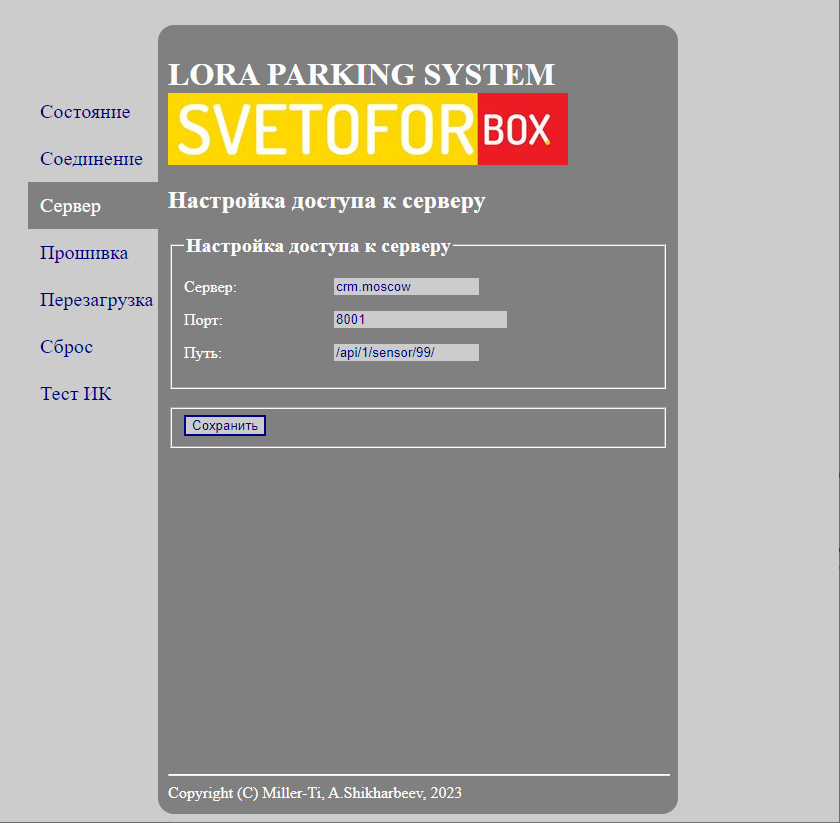 LORA PARKING SYSTEM
SVETOFOR BOX
Состояние
Соединение
Сервер
Прошивка
Перезагрузка
Сброс
Тест ИК
Настройка доступа к серверу
Настройка доступа к серверу
Сервер: crm.moscow
Порт: 8001
Путь: /api/1/sensor/99/
Сохранить
Copyright (C) Miller-Ti, A.Shikharbeev, 2023